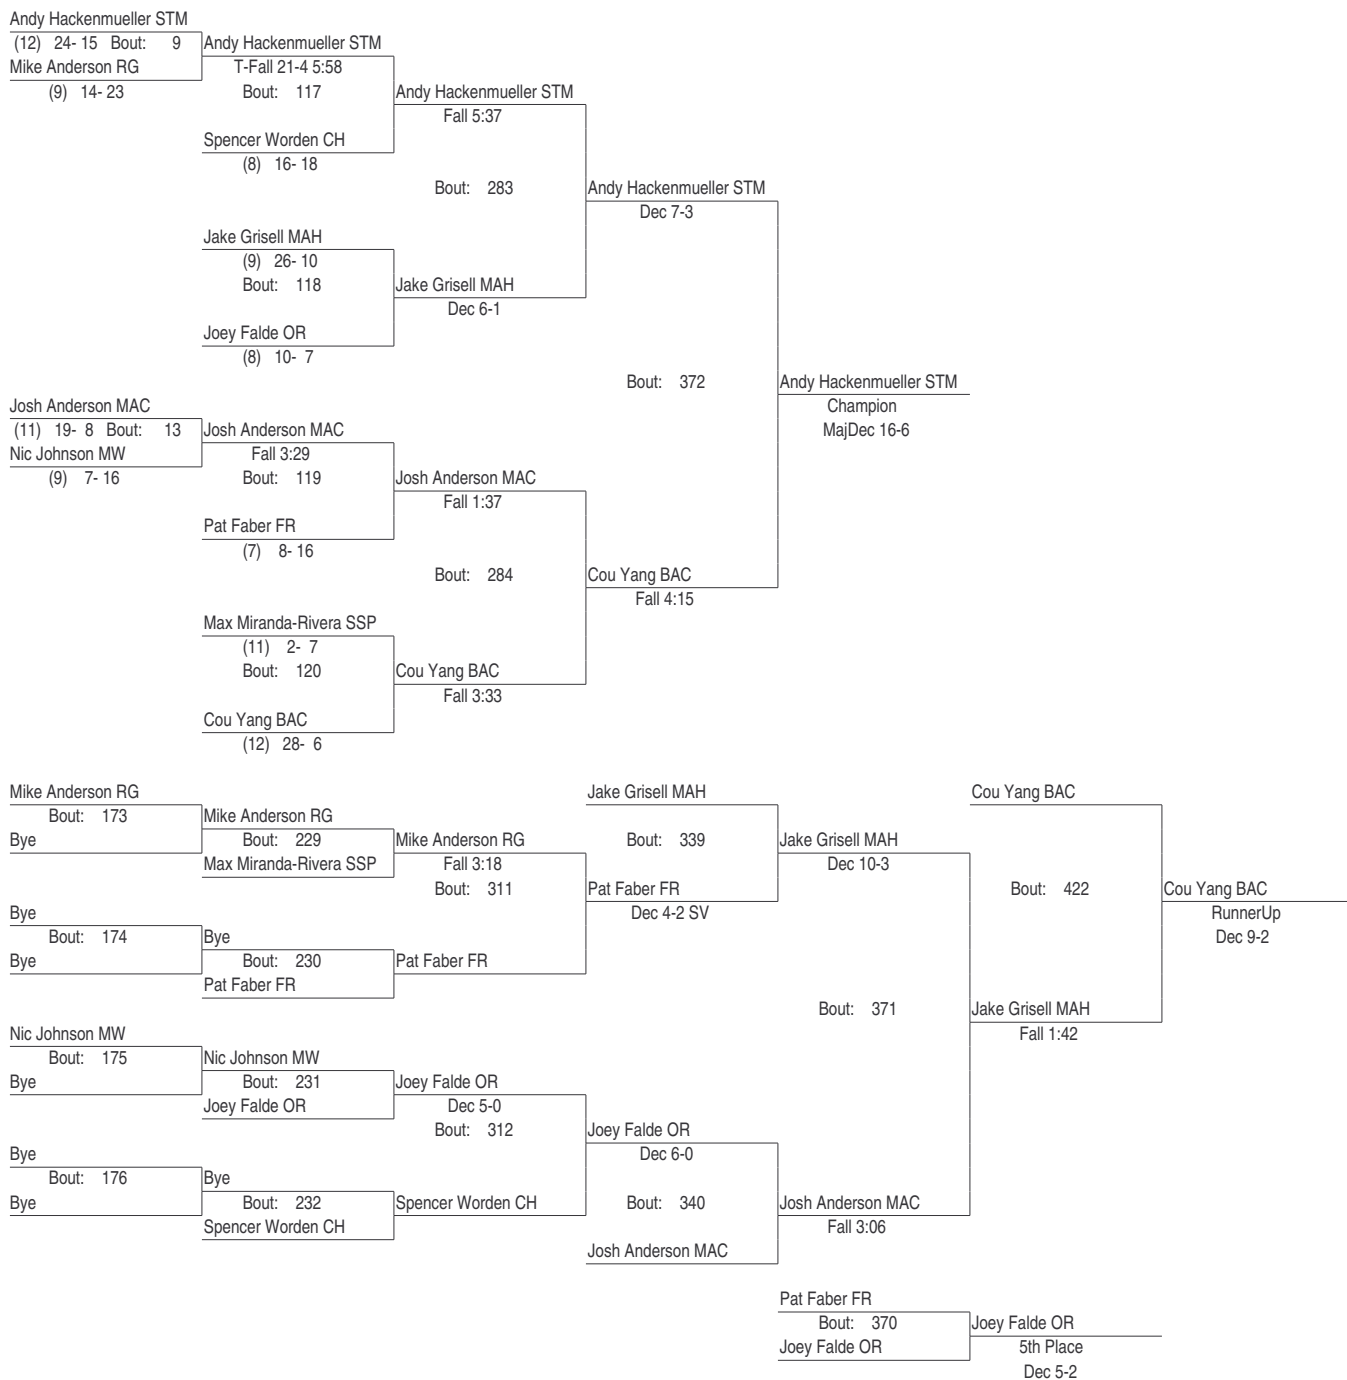 Andy Hackenmueller STM
(12) 24- 15 Bout: 9 Andy Hackenmueller STM
Mike Anderson RG T-Fall 21-4 5:58
(9) 14- 23 Bout: 117 Andy Hackenmueller STM
Fall 5:37
Spencer Worden CH
(8) 16- 18
Bout: 283 Andy Hackenmueller STM
Dec 7-3
Jake Grisell MAH
(9) 26- 10
Bout: 118 Jake Grisell MAH
Dec 6-1
Joey Falde OR
(8) 10- 7
Bout: 372 Andy Hackenmueller STM
Josh Anderson MAC Champion
(11) 19- 8 Bout: 13 Josh Anderson MAC MajDec 16-6
Nic Johnson MW Fall 3:29
(9) 7- 16 Bout: 119 Josh Anderson MAC
Fall 1:37
Pat Faber FR
(7) 8- 16
Bout: 284 Cou Yang BAC
Fall 4:15
Max Miranda-Rivera SSP
(11) 2- 7
Bout: 120 Cou Yang BAC
Fall 3:33
Cou Yang BAC
(12) 28- 6
Mike Anderson RG Jake Grisell MAH Cou Yang BAC
Bout: 173 Mike Anderson RG
Bye Bout: 229 Mike Anderson RG Bout: 339 Jake Grisell MAH
Max Miranda-Rivera SSP Fall 3:18 Dec 10-3
Bout: 311 Pat Faber FR Bout: 422 Cou Yang BAC
Bye Dec 4-2 SV RunnerUp
Bout: 174 Bye Dec 9-2
Bye Bout: 230 Pat Faber FR
Pat Faber FR
Bout: 371 Jake Grisell MAH
Nic Johnson MW Fall 1:42
Bout: 175 Nic Johnson MW
Bye Bout: 231 Joey Falde OR
Joey Falde OR Dec 5-0
Bout: 312 Joey Falde OR
Bye Dec 6-0
Bout: 176 Bye
Bye Bout: 232 Spencer Worden CH Bout: 340 Josh Anderson MAC
Spencer Worden CH Fall 3:06
Josh Anderson MAC
Pat Faber FR
Bout: 370 Joey Falde OR
Joey Falde OR 5th Place
Dec 5-2